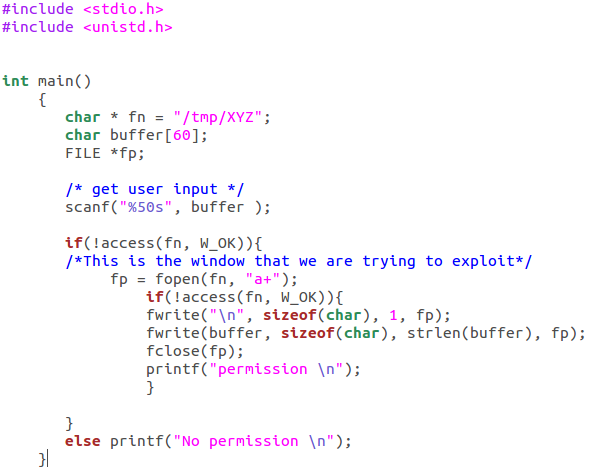 #include <stdio.h>
#include <unistd.h>
int main()
{
char * fn = "/tmp/XYZ";
char buffer[60];
FILE *fp;
/* get user input */
scanf("%50s", buffer );
if(!access(fn, W_OK)){
/*This is the window that we are trying to exploit*/
fp = fopen(fn, "a+");
if(!access(fn, W_OK)){
fwrite("\n", sizeof(char), 1, fp);
fwrite(buffer, sizeof(char), strlen(buffer), fp);
fclose(fp);
printf("permission \n");
}
}
else printf("No permission \n");
}